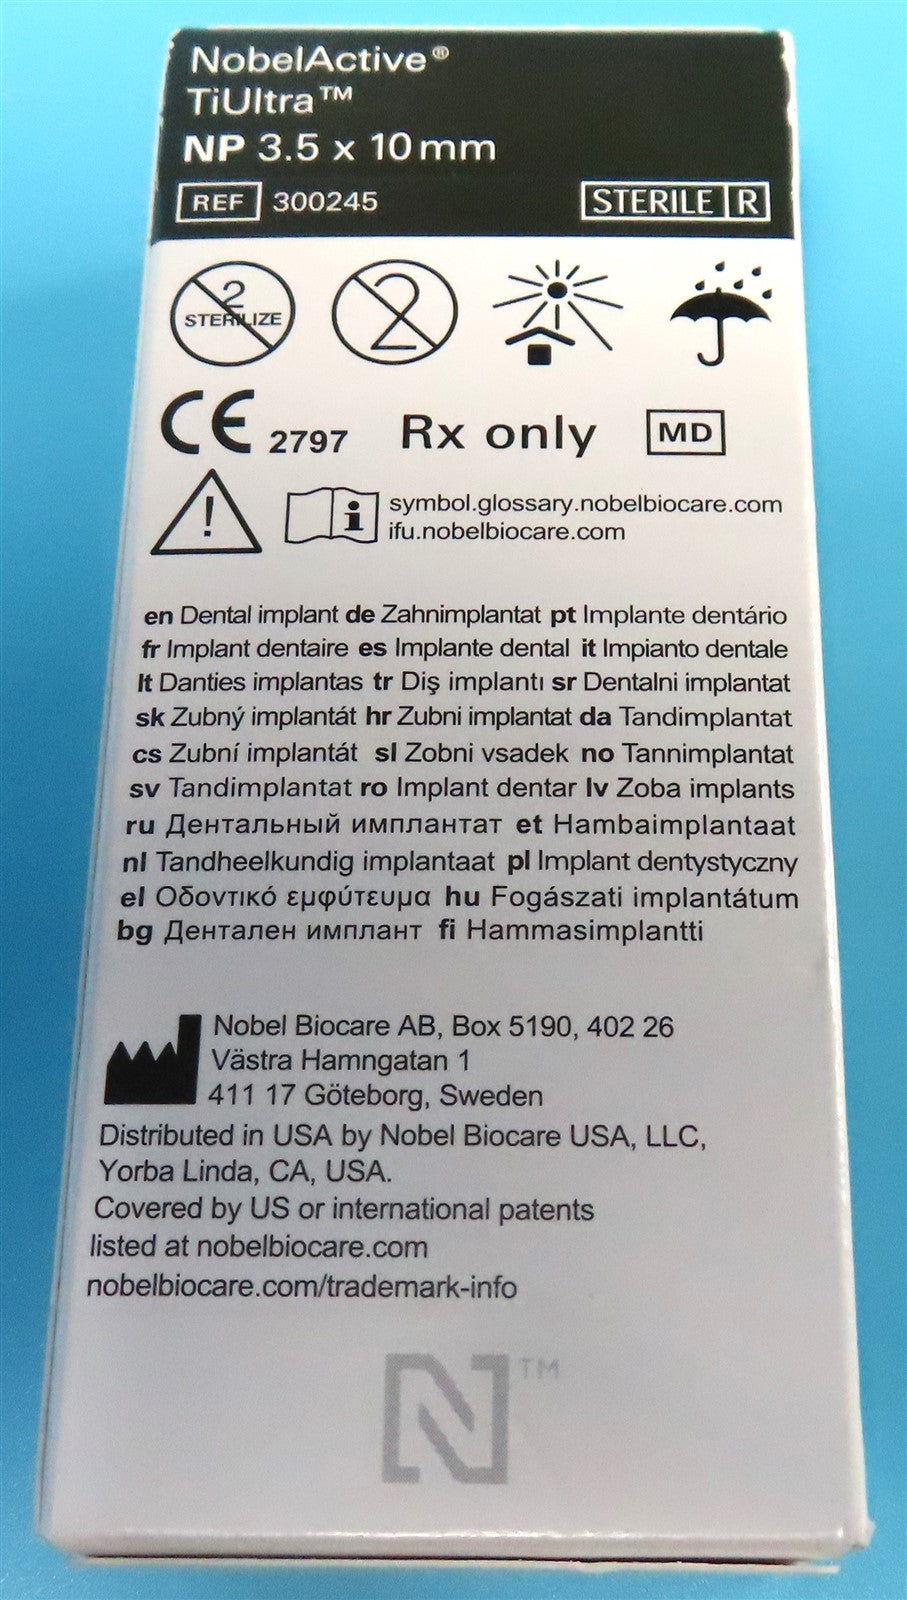 NobelActive®
TiUltra™
NP 3.5 x 10 mm
REF 300245 STERILE R
2 STERILIZE 2
CE 2797 Rx only MD
! i symbol.glossary.nobelbiocare.com
ifu.nobelbiocare.com
en Dental implant de Zahnimplantat pt Implante dentário
fr Implant dentaire es Implante dental it Impianto dentale
lt Danties implantas tr Diş implantı sr Dentalni implantat
sk Zubný implantát hr Zubni implantat da Tandimplantat
cs Zubní implantát sl Zobni vsadek no Tannimplantat
sv Tandimplantat ro Implant dentar lv Zoba implants
ru Дентальный имплантат et Hambaimplantaat
nl Tandheelkundig implantaat pl Implant dentystyczny
el Οδοντικό εμφύτευμα hu Fogászati implantátum
bg Дентален имплант fi Hammasimplantti
Nobel Biocare AB, Box 5190, 402 26
Västra Hamngatan 1
411 17 Göteborg, Sweden
Distributed in USA by Nobel Biocare USA, LLC,
Yorba Linda, CA, USA.
Covered by US or international patents
listed at nobelbiocare.com
nobelbiocare.com/trademark-info
N™